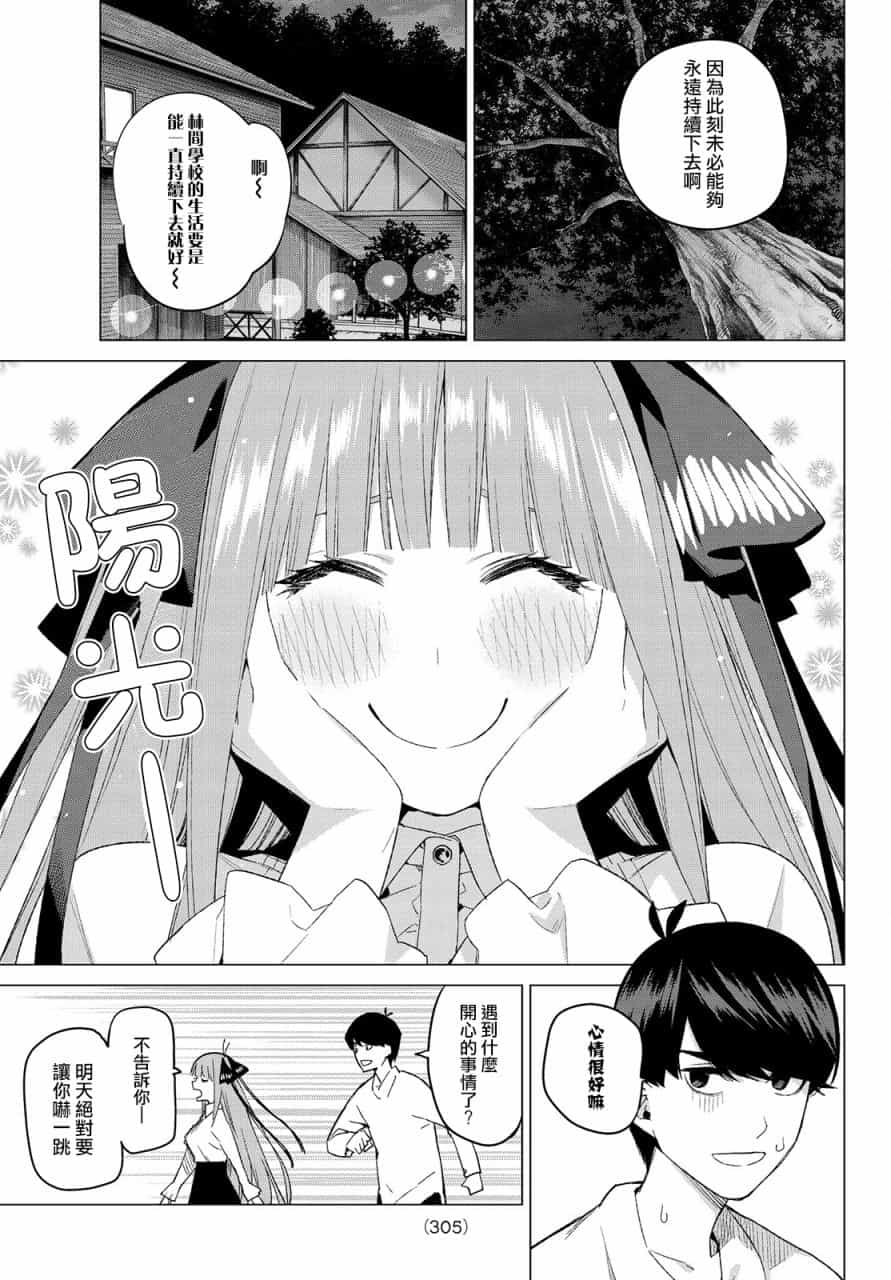 因為此刻未必能夠
永遠持續下去啊
啊～
林間學校的生活要是
能一直持續下去就好～
陽光ー
心情很好嘛
遇到什麼
開心的事情了？
不告訴你—
明天絕對要
讓你嚇一跳
（305）